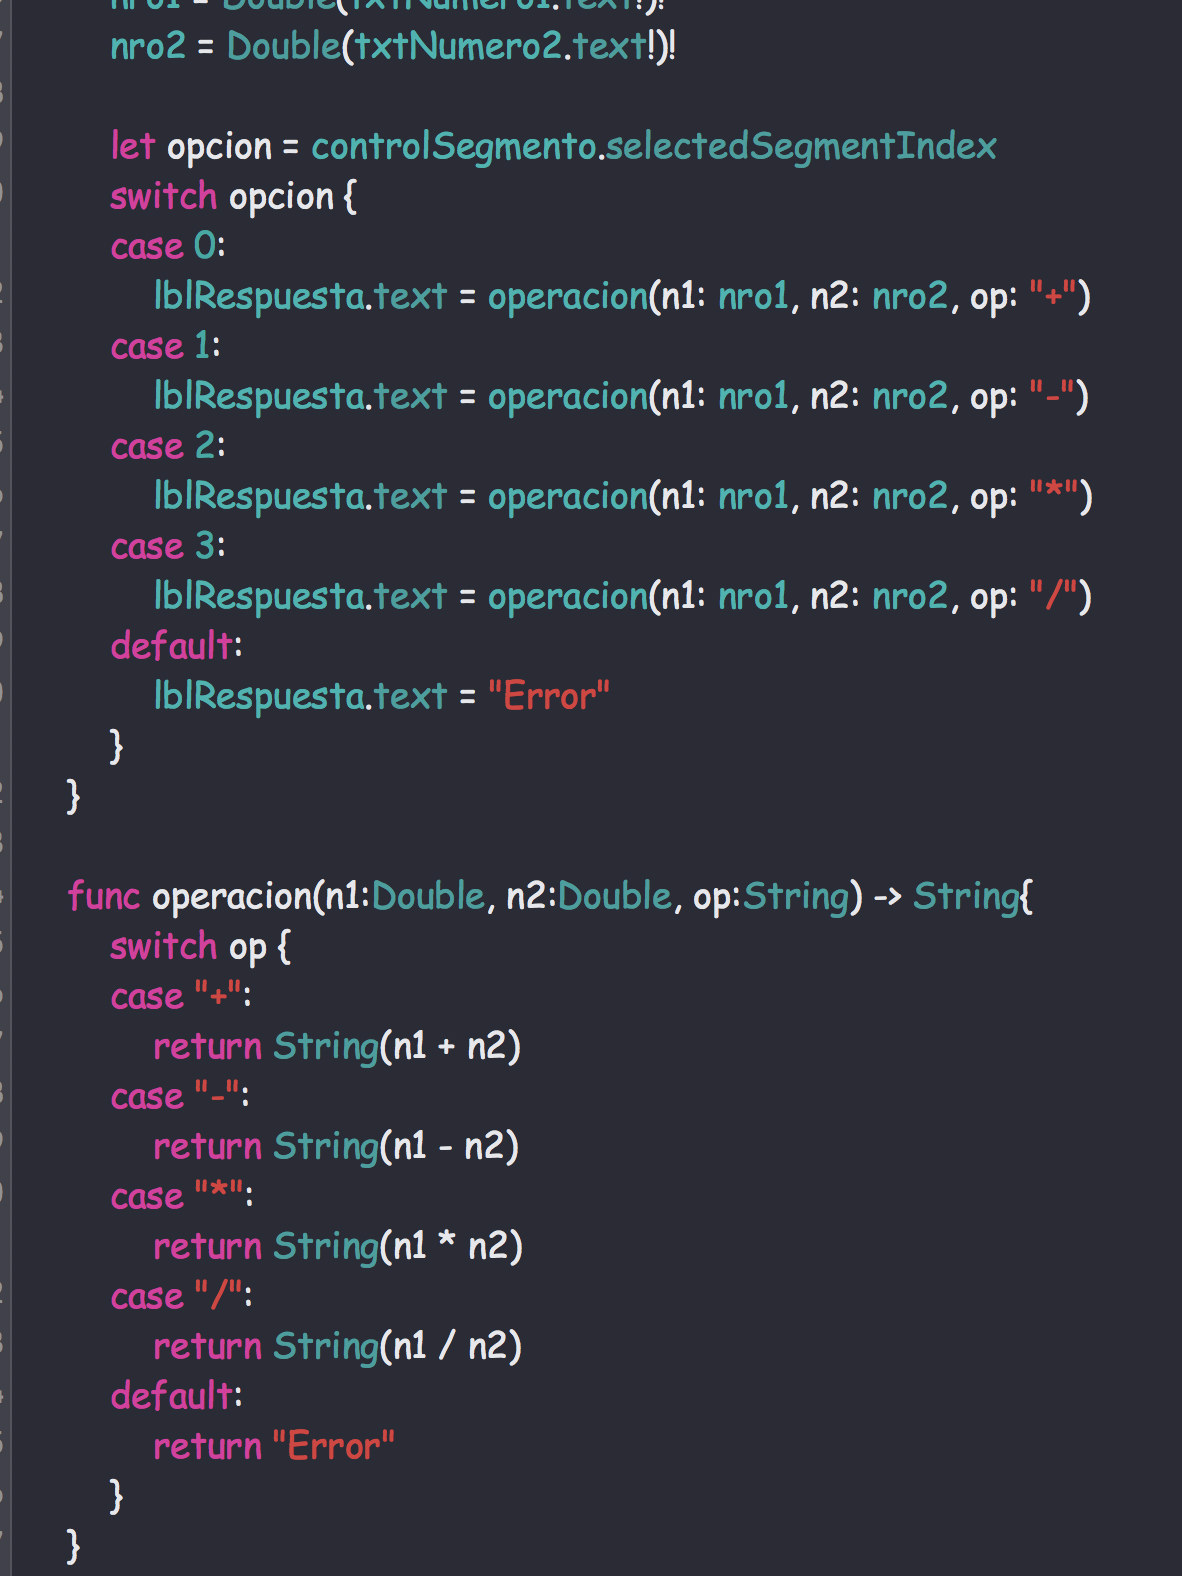 nro1 = Double(txtNumero1.text!)!
nro2 = Double(txtNumero2.text!)!
let opcion = controlSegmento.selectedSegmentIndex
switch opcion {
case 0:
lblRespuesta.text = operacion(n1: nro1, n2: nro2, op: "+")
case 1:
lblRespuesta.text = operacion(n1: nro1, n2: nro2, op: "-")
case 2:
lblRespuesta.text = operacion(n1: nro1, n2: nro2, op: "*")
case 3:
lblRespuesta.text = operacion(n1: nro1, n2: nro2, op: "/")
default:
lblRespuesta.text = "Error"
}
}
func operacion(n1:Double, n2:Double, op:String) -> String{
switch op {
case "+":
return String(n1 + n2)
case "-":
return String(n1 - n2)
case "*":
return String(n1 * n2)
case "/":
return String(n1 / n2)
default:
return "Error"
}
}